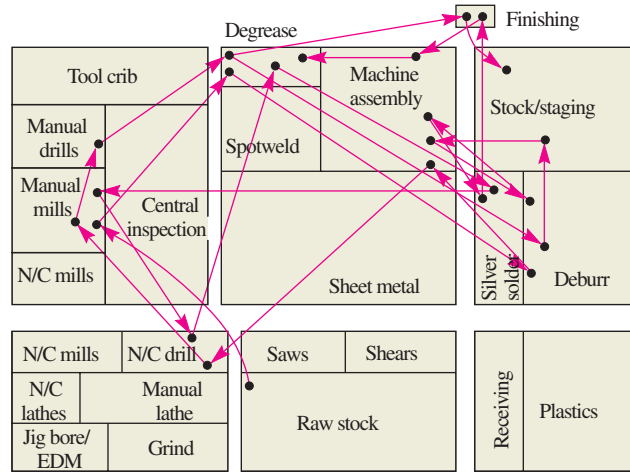 Finishing
Degrease
Tool crib
Machine
assembly
Stock/staging
Manual
drills
Spotweld
Manual
mills
Central
inspection
N/C mills
Sheet metal
Silver
solder
Deburr
N/C mills
N/C drill
Saws
Shears
N/C
lathes
Manual
lathe
Raw stock
Receiving
Plastics
Jig bore/
EDM
Grind